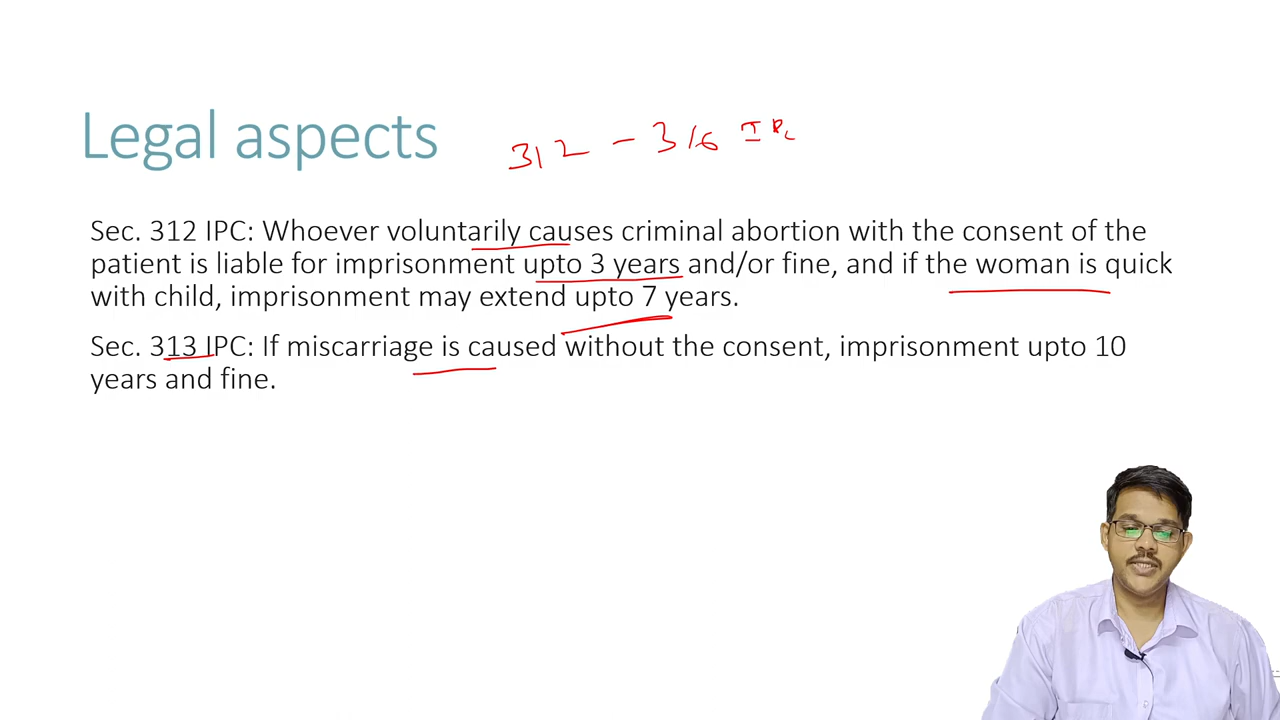 Legal aspects 312 - 316 IPC
Sec. 312 IPC: Whoever voluntarily causes criminal abortion with the consent of the
patient is liable for imprisonment upto 3 years and/or fine, and if the woman is quick
with child, imprisonment may extend upto 7 years.
Sec. 313 IPC: If miscarriage is caused without the consent, imprisonment upto 10
years and fine.